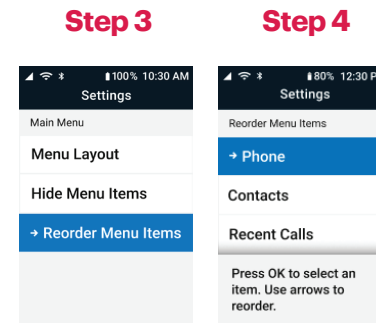 Step 3
100% 10:30 AM
Settings
Main Menu
Menu Layout
Hide Menu Items
→ Reorder Menu Items
Step 4
80% 12:30 P
Settings
Reorder Menu Items
→ Phone
Contacts
Recent Calls
Press OK to select an
item. Use arrows to
reorder.